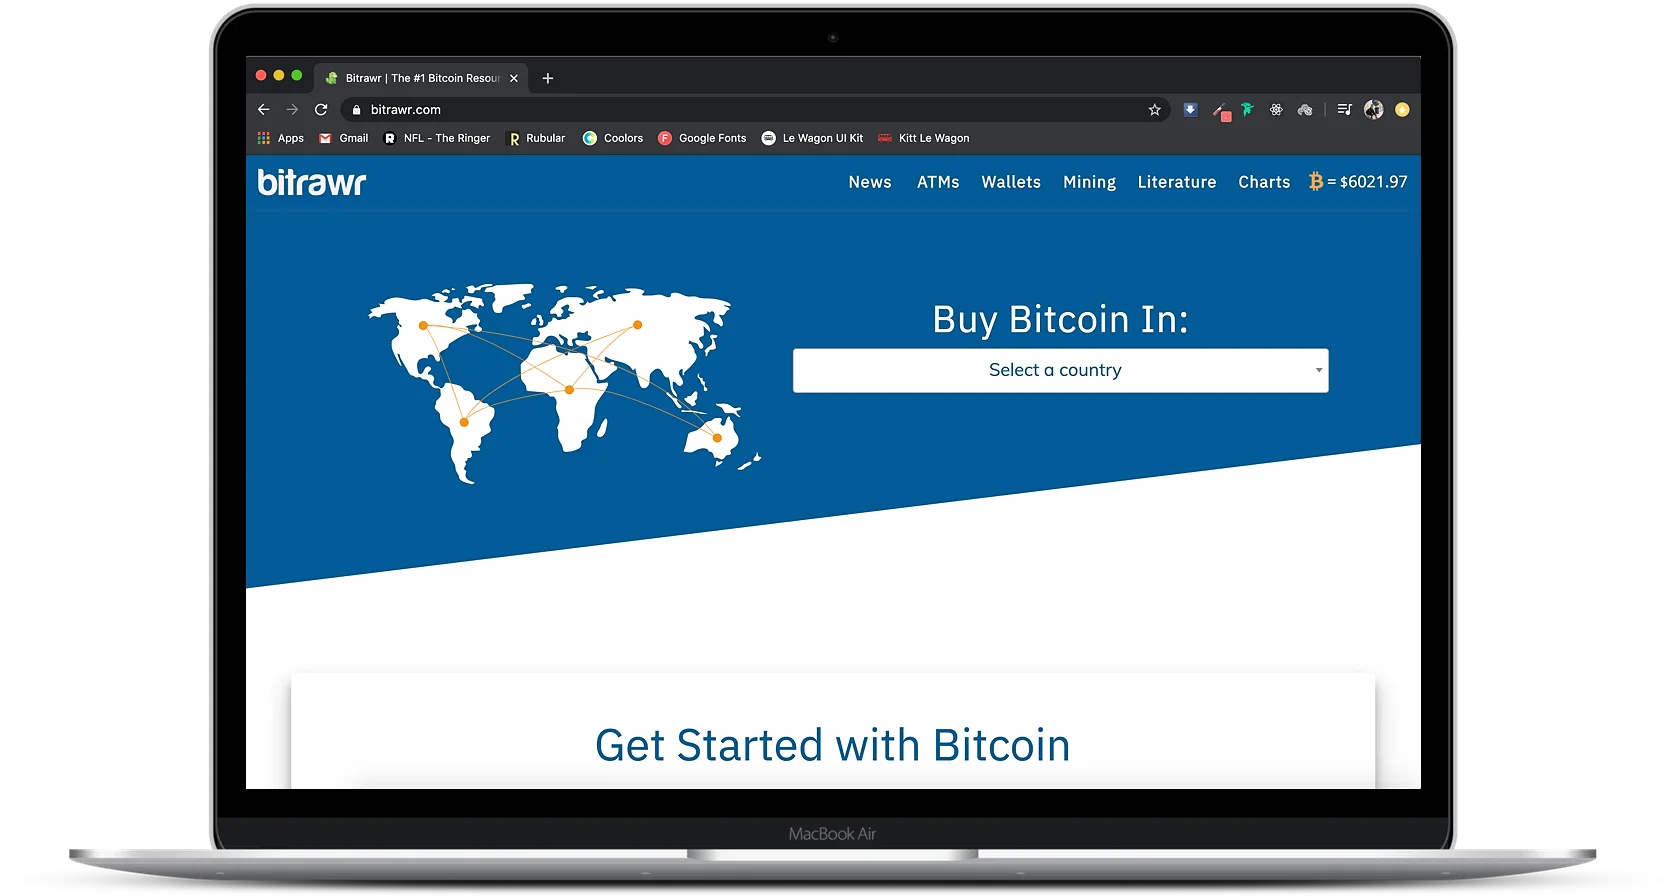 Bitrawr | The #1 Bitcoin Resour
bitrawr.com
Apps Gmail NFL - The Ringer Rubular Coolors Google Fonts Le Wagon UI Kit Kitt Le Wagon
bitrawr News ATMs Wallets Mining Literature Charts ₿ = $6021.97
Buy Bitcoin In:
Select a country
Get Started with Bitcoin
MacBook Air